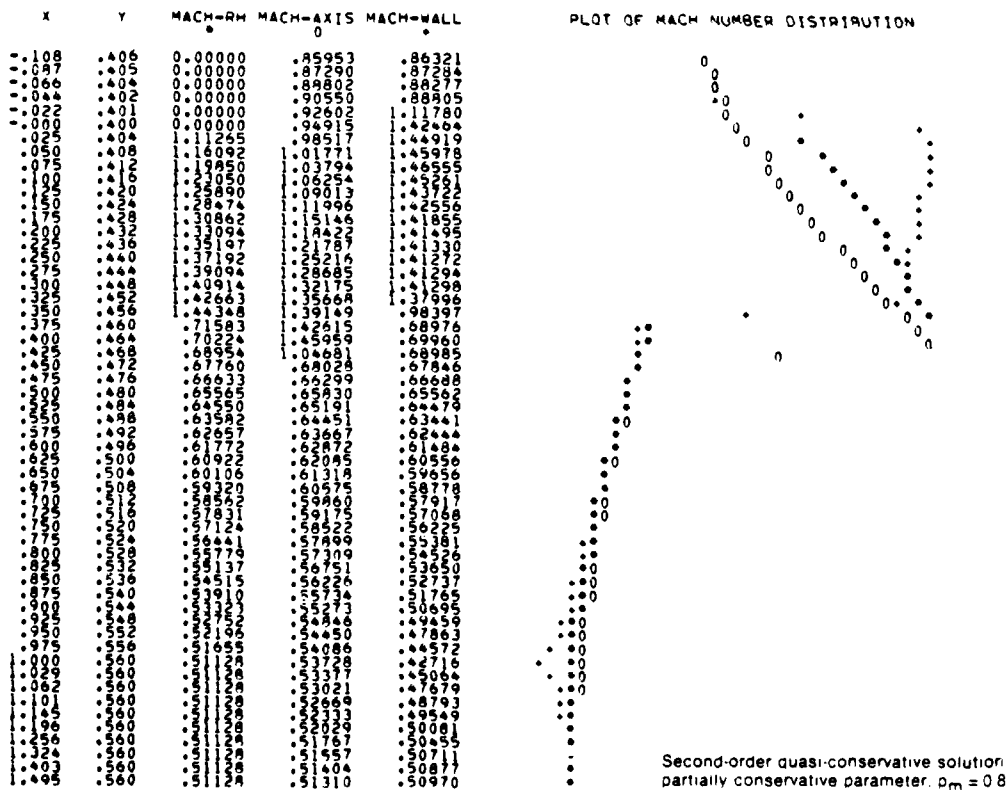 X Y MACH-RH MACH-AXIS MACH-WALL PLOT OF MACH NUMBER DISTRIBUTION
* 0 +
-.108 .406 0.00000 .85953 .86321
-.087 .405 0.00000 .87290 .87284
-.066 .404 0.00000 .88802 .88277
-.044 .402 0.00000 .90550 .88805
-.022 .401 0.00000 .92602 1.11780
-.000 .400 0.00000 .94915 1.42464
.025 .404 1.11265 .98517 1.44919
.050 .408 1.16092 1.01771 1.45978
.075 .412 1.19850 1.03794 1.46555
.100 .416 1.23050 1.06254 1.45261
.125 .420 1.25890 1.09013 1.43722
.150 .424 1.28474 1.11996 1.42556
.175 .428 1.30862 1.15146 1.41855
.200 .432 1.33094 1.18422 1.41495
.225 .436 1.35197 1.21787 1.41330
.250 .440 1.37192 1.25216 1.41272
.275 .444 1.39094 1.28685 1.41294
.300 .448 1.40914 1.32175 1.41298
.325 .452 1.42663 1.35668 1.37996
.350 .456 1.44348 1.39149 .98397
.375 .460 .71583 1.42615 .68976
.400 .464 .70224 1.45959 .69960
.425 .468 .68954 1.04681 .68985
.450 .472 .67760 .68028 .67846
.475 .476 .66633 .66299 .66688
.500 .480 .65565 .65830 .65562
.525 .484 .64550 .65191 .64479
.550 .488 .63582 .64451 .63441
.575 .492 .62657 .63667 .62444
.600 .496 .61772 .62872 .61484
.625 .500 .60922 .62085 .60556
.650 .504 .60106 .61318 .59656
.675 .508 .59320 .60575 .58778
.700 .512 .58562 .59860 .57917
.725 .516 .57831 .59175 .57068
.750 .520 .57124 .58522 .56225
.775 .524 .56441 .57899 .55381
.800 .528 .55779 .57309 .54526
.825 .532 .55137 .56751 .53650
.850 .536 .54515 .56226 .52737
.875 .540 .53910 .55734 .51765
.900 .544 .53323 .55273 .50695
.925 .548 .52752 .54846 .49459
.950 .552 .52196 .54450 .47863
.975 .556 .51655 .54086 .44572
1.000 .560 .51128 .53728 .42716
1.029 .560 .51128 .53377 .45064
1.062 .560 .51128 .53021 .47679
1.101 .560 .51128 .52669 .48793
1.145 .560 .51128 .52333 .49549
1.196 .560 .51128 .52029 .50081
1.256 .560 .51128 .51767 .50455
1.324 .560 .51128 .51557 .50711
1.403 .560 .51128 .51404 .50877
1.495 .560 .51128 .51310 .50970
Second-order quasi-conservative solution
partially conservative parameter, ρm = 0.8